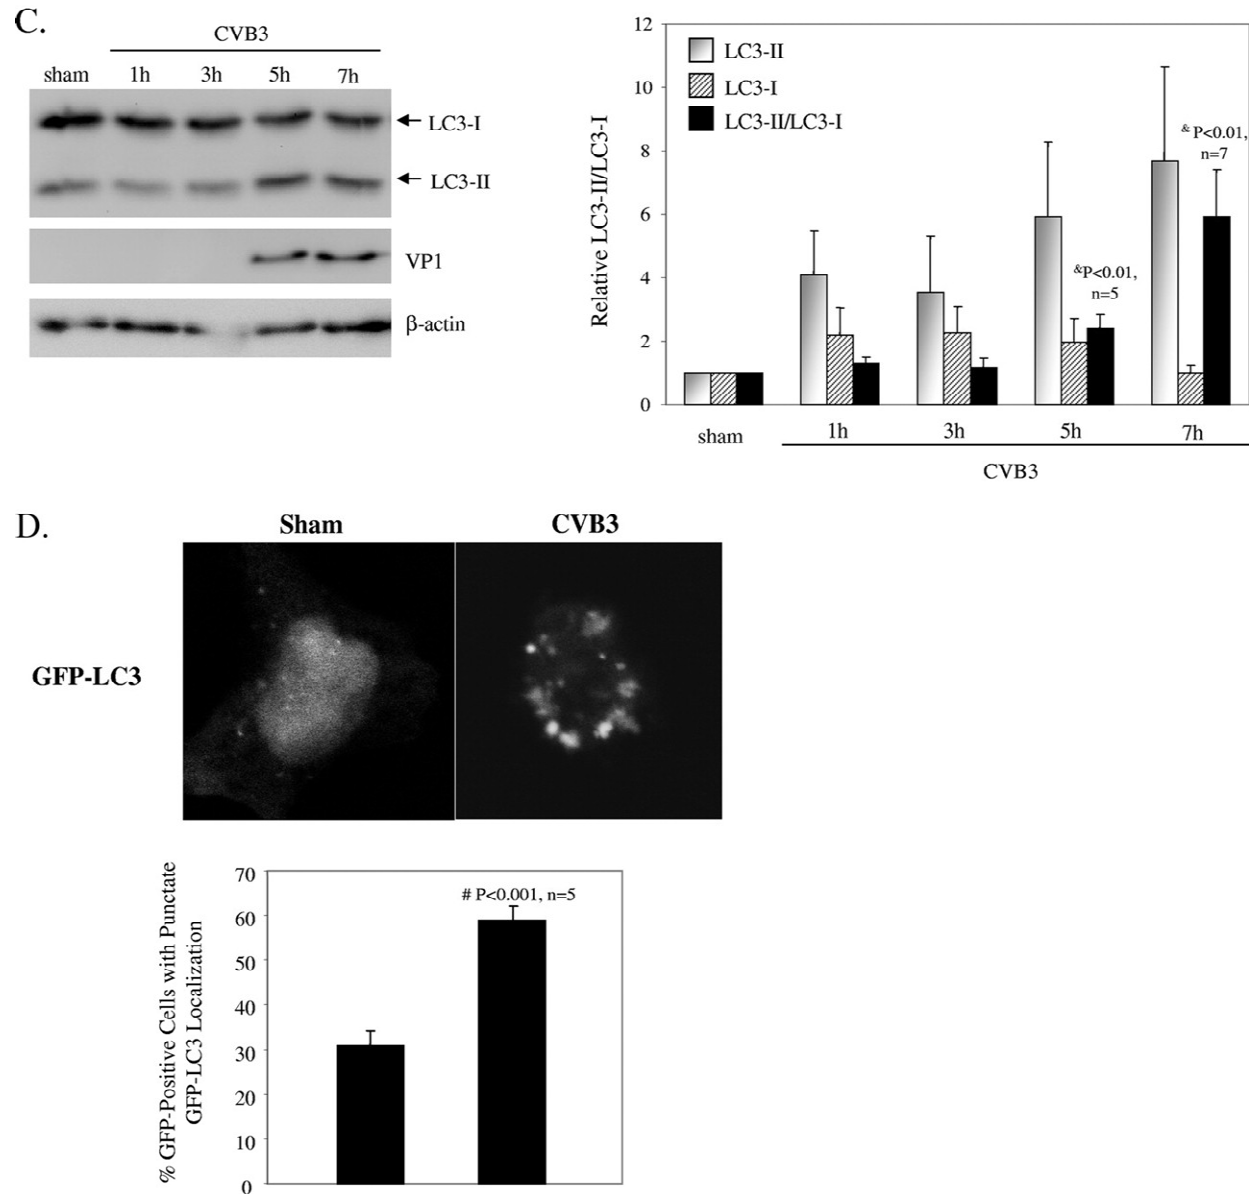 C.
CVB3
sham 1h 3h 5h 7h
LC3-I
LC3-II
VP1
β-actin
Relative LC3-II/LC3-I
12
10
8
6
4
2
0
LC3-II
LC3-I
LC3-II/LC3-I
&P<0.01,
n=5
&P<0.01,
n=7
sham 1h 3h 5h 7h
CVB3
D.
Sham CVB3
GFP-LC3
% GFP-Positive Cells with Punctate
GFP-LC3 Localization
70
60
50
40
30
20
10
0
# P<0.001, n=5